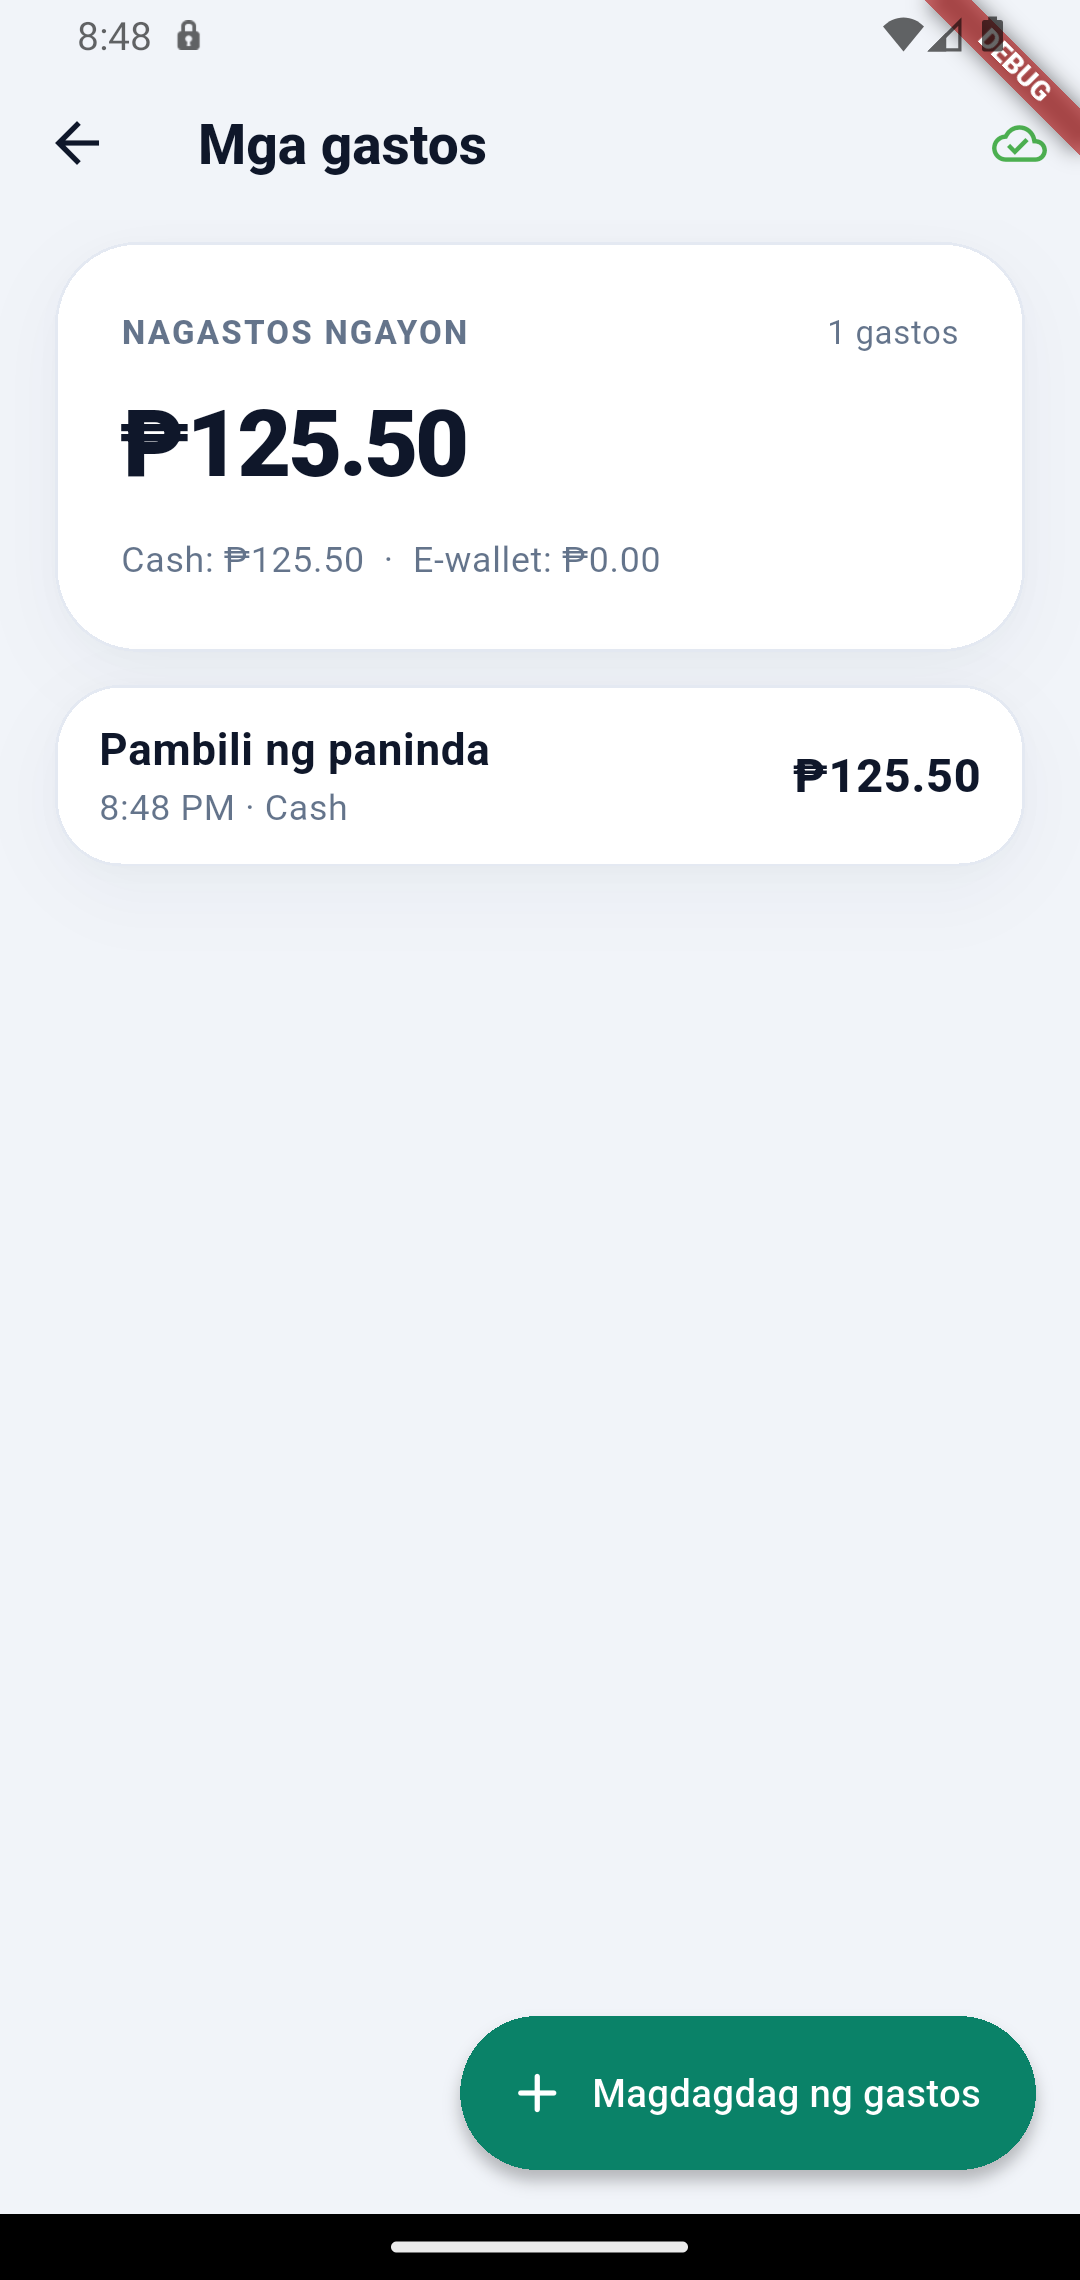 8:48
DEBUG
Mga gastos
NAGASTOS NGAYON
1 gastos
₱125.50
Cash: ₱125.50 · E-wallet: ₱0.00
Pambili ng paninda
₱125.50
8:48 PM · Cash
Magdagdag ng gastos